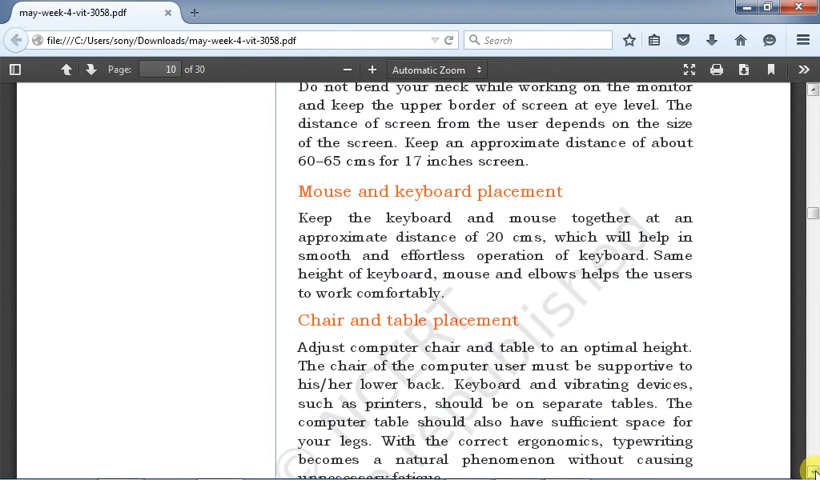 may-week-4-vit-3058.pdf
file:///C:/Users/sony/Downloads/may-week-4-vit-3058.pdf
Search
Page: 10 of 30
Automatic Zoom
Do not bend your neck while working on the monitor
and keep the upper border of screen at eye level. The
distance of screen from the user depends on the size
of the screen. Keep an approximate distance of about
60–65 cms for 17 inches screen.
Mouse and keyboard placement
Keep the keyboard and mouse together at an
approximate distance of 20 cms, which will help in
smooth and effortless operation of keyboard. Same
height of keyboard, mouse and elbows helps the users
to work comfortably.
Chair and table placement
Adjust computer chair and table to an optimal height.
The chair of the computer user must be supportive to
his/her lower back. Keyboard and vibrating devices,
such as printers, should be on separate tables. The
computer table should also have sufficient space for
your legs. With the correct ergonomics, typewriting
becomes a natural phenomenon without causing
unnecessary fatigue.
© NCERT
republished